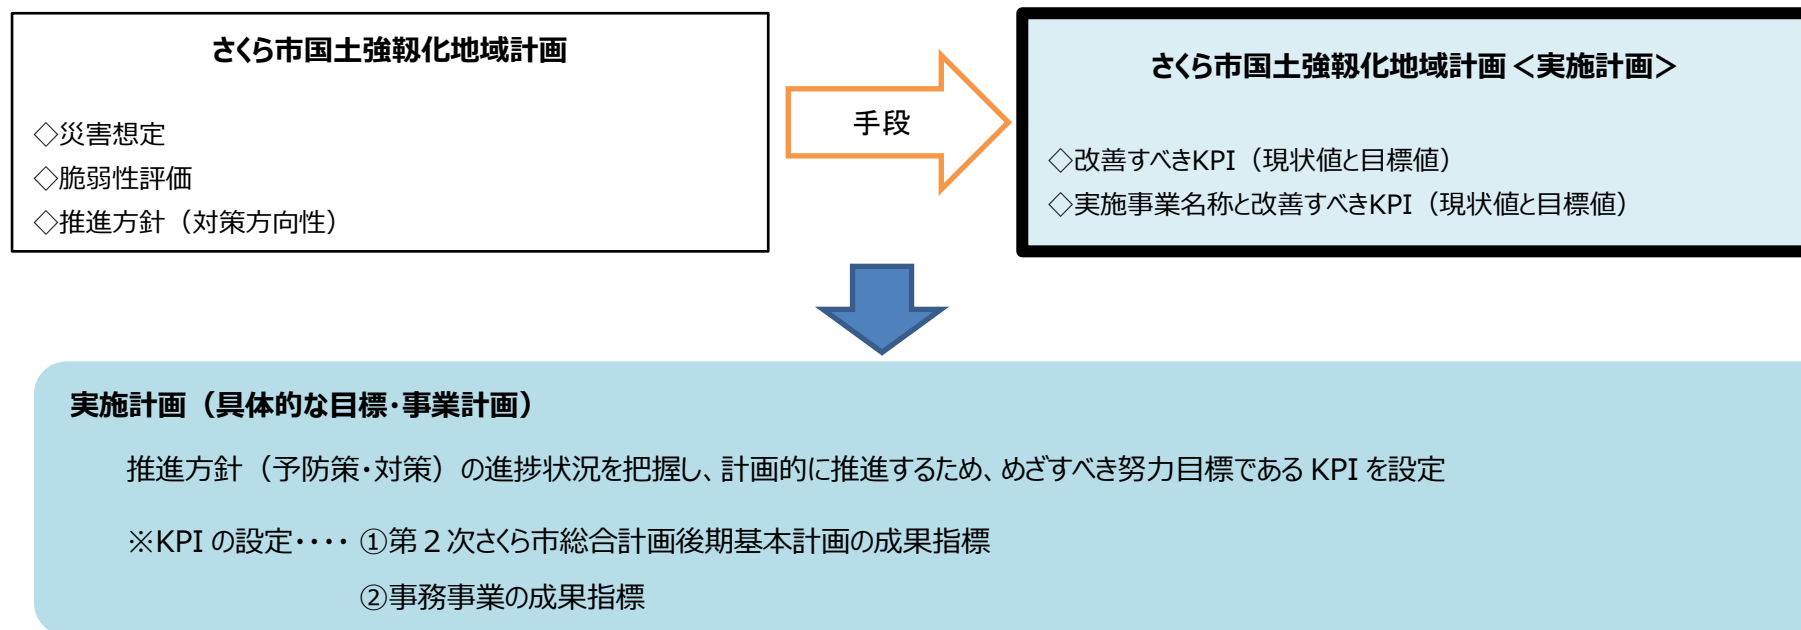 さくら市国土強靱化地域計画
◇災害想定
◇脆弱性評価
◇推進方針（対策方向性）
手段
さくら市国土強靱化地域計画＜実施計画＞
◇改善すべきKPI（現状値と目標値）
◇実施事業名称と改善すべきKPI（現状値と目標値）
実施計画（具体的な目標・事業計画）
推進方針（予防策・対策）の進捗状況を把握し、計画的に推進するため、めざすべき努力目標である KPI を設定
※KPI の設定・・・・ ①第２次さくら市総合計画後期基本計画の成果指標
②事務事業の成果指標